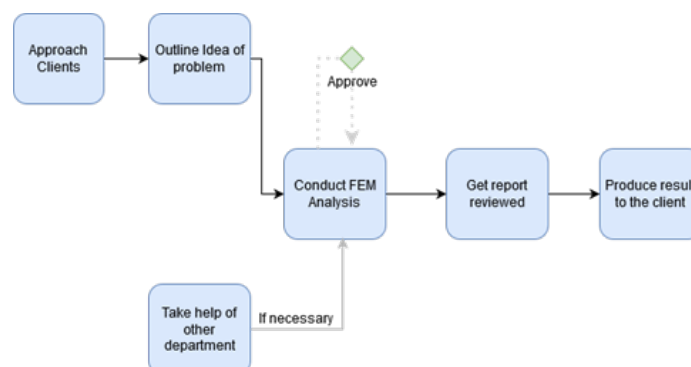 Approach
Clients
Outline Idea of
problem
Approve
Conduct FEM
Analysis
Get report
reviewed
Produce result
to the client
Take help of
other
department
If necessary